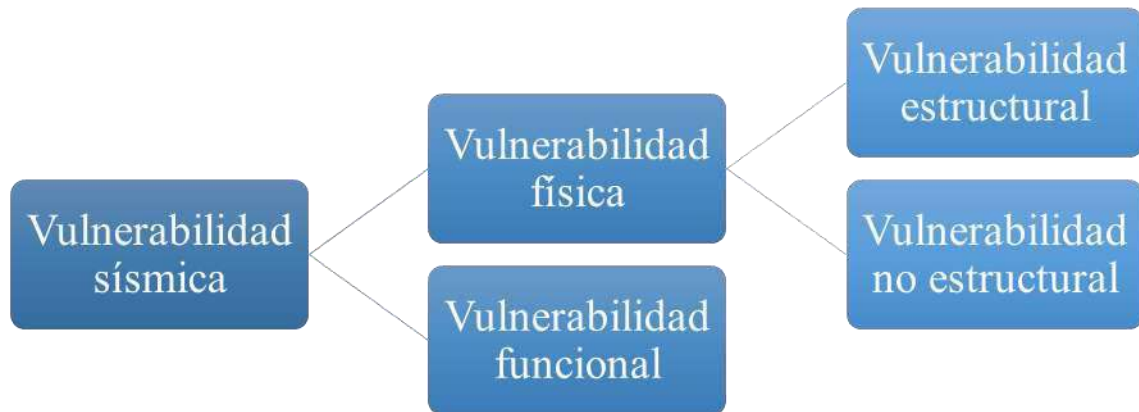 Vulnerabilidad
sísmica
Vulnerabilidad
física
Vulnerabilidad
funcional
Vulnerabilidad
estructural
Vulnerabilidad
no estructural